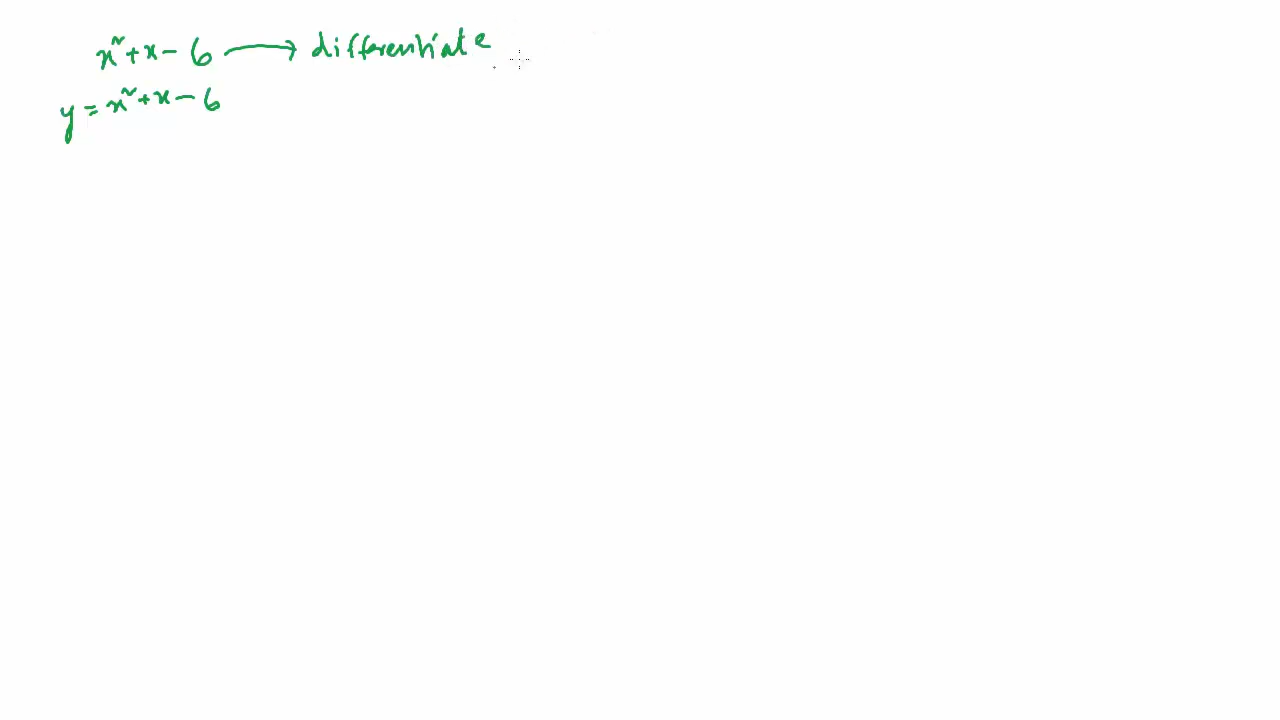 x² + x - 6 ⟶ differentiate
y = x² + x - 6